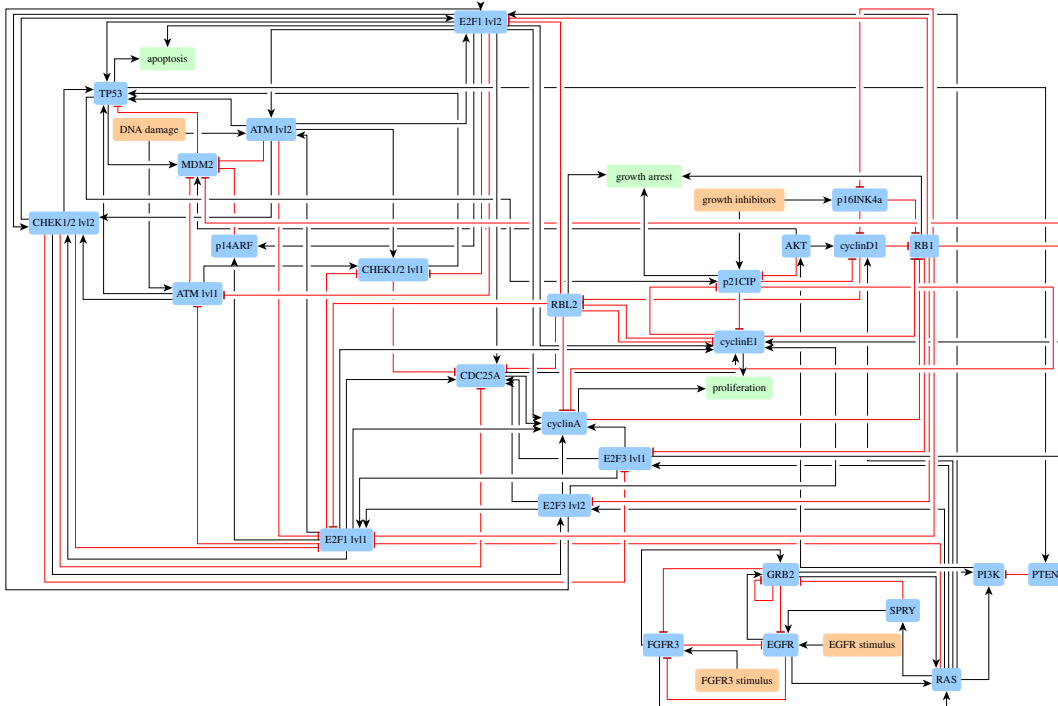 E2F1 lvl2
apoptosis
TP53
DNA damage
ATM lvl2
MDM2
growth arrest
growth inhibitors
p16INK4a
CHEK1/2 lvl2
p14ARF
AKT
cyclinD1
RB1
CHEK1/2 lvl1
p21CIP
ATM lvl1
RBL2
cyclinE1
CDC25A
proliferation
cyclinA
E2F3 lvl1
E2F3 lvl2
E2F1 lvl1
GRB2
PI3K
PTEN
SPRY
FGFR3
EGFR
EGFR stimulus
FGFR3 stimulus
RAS